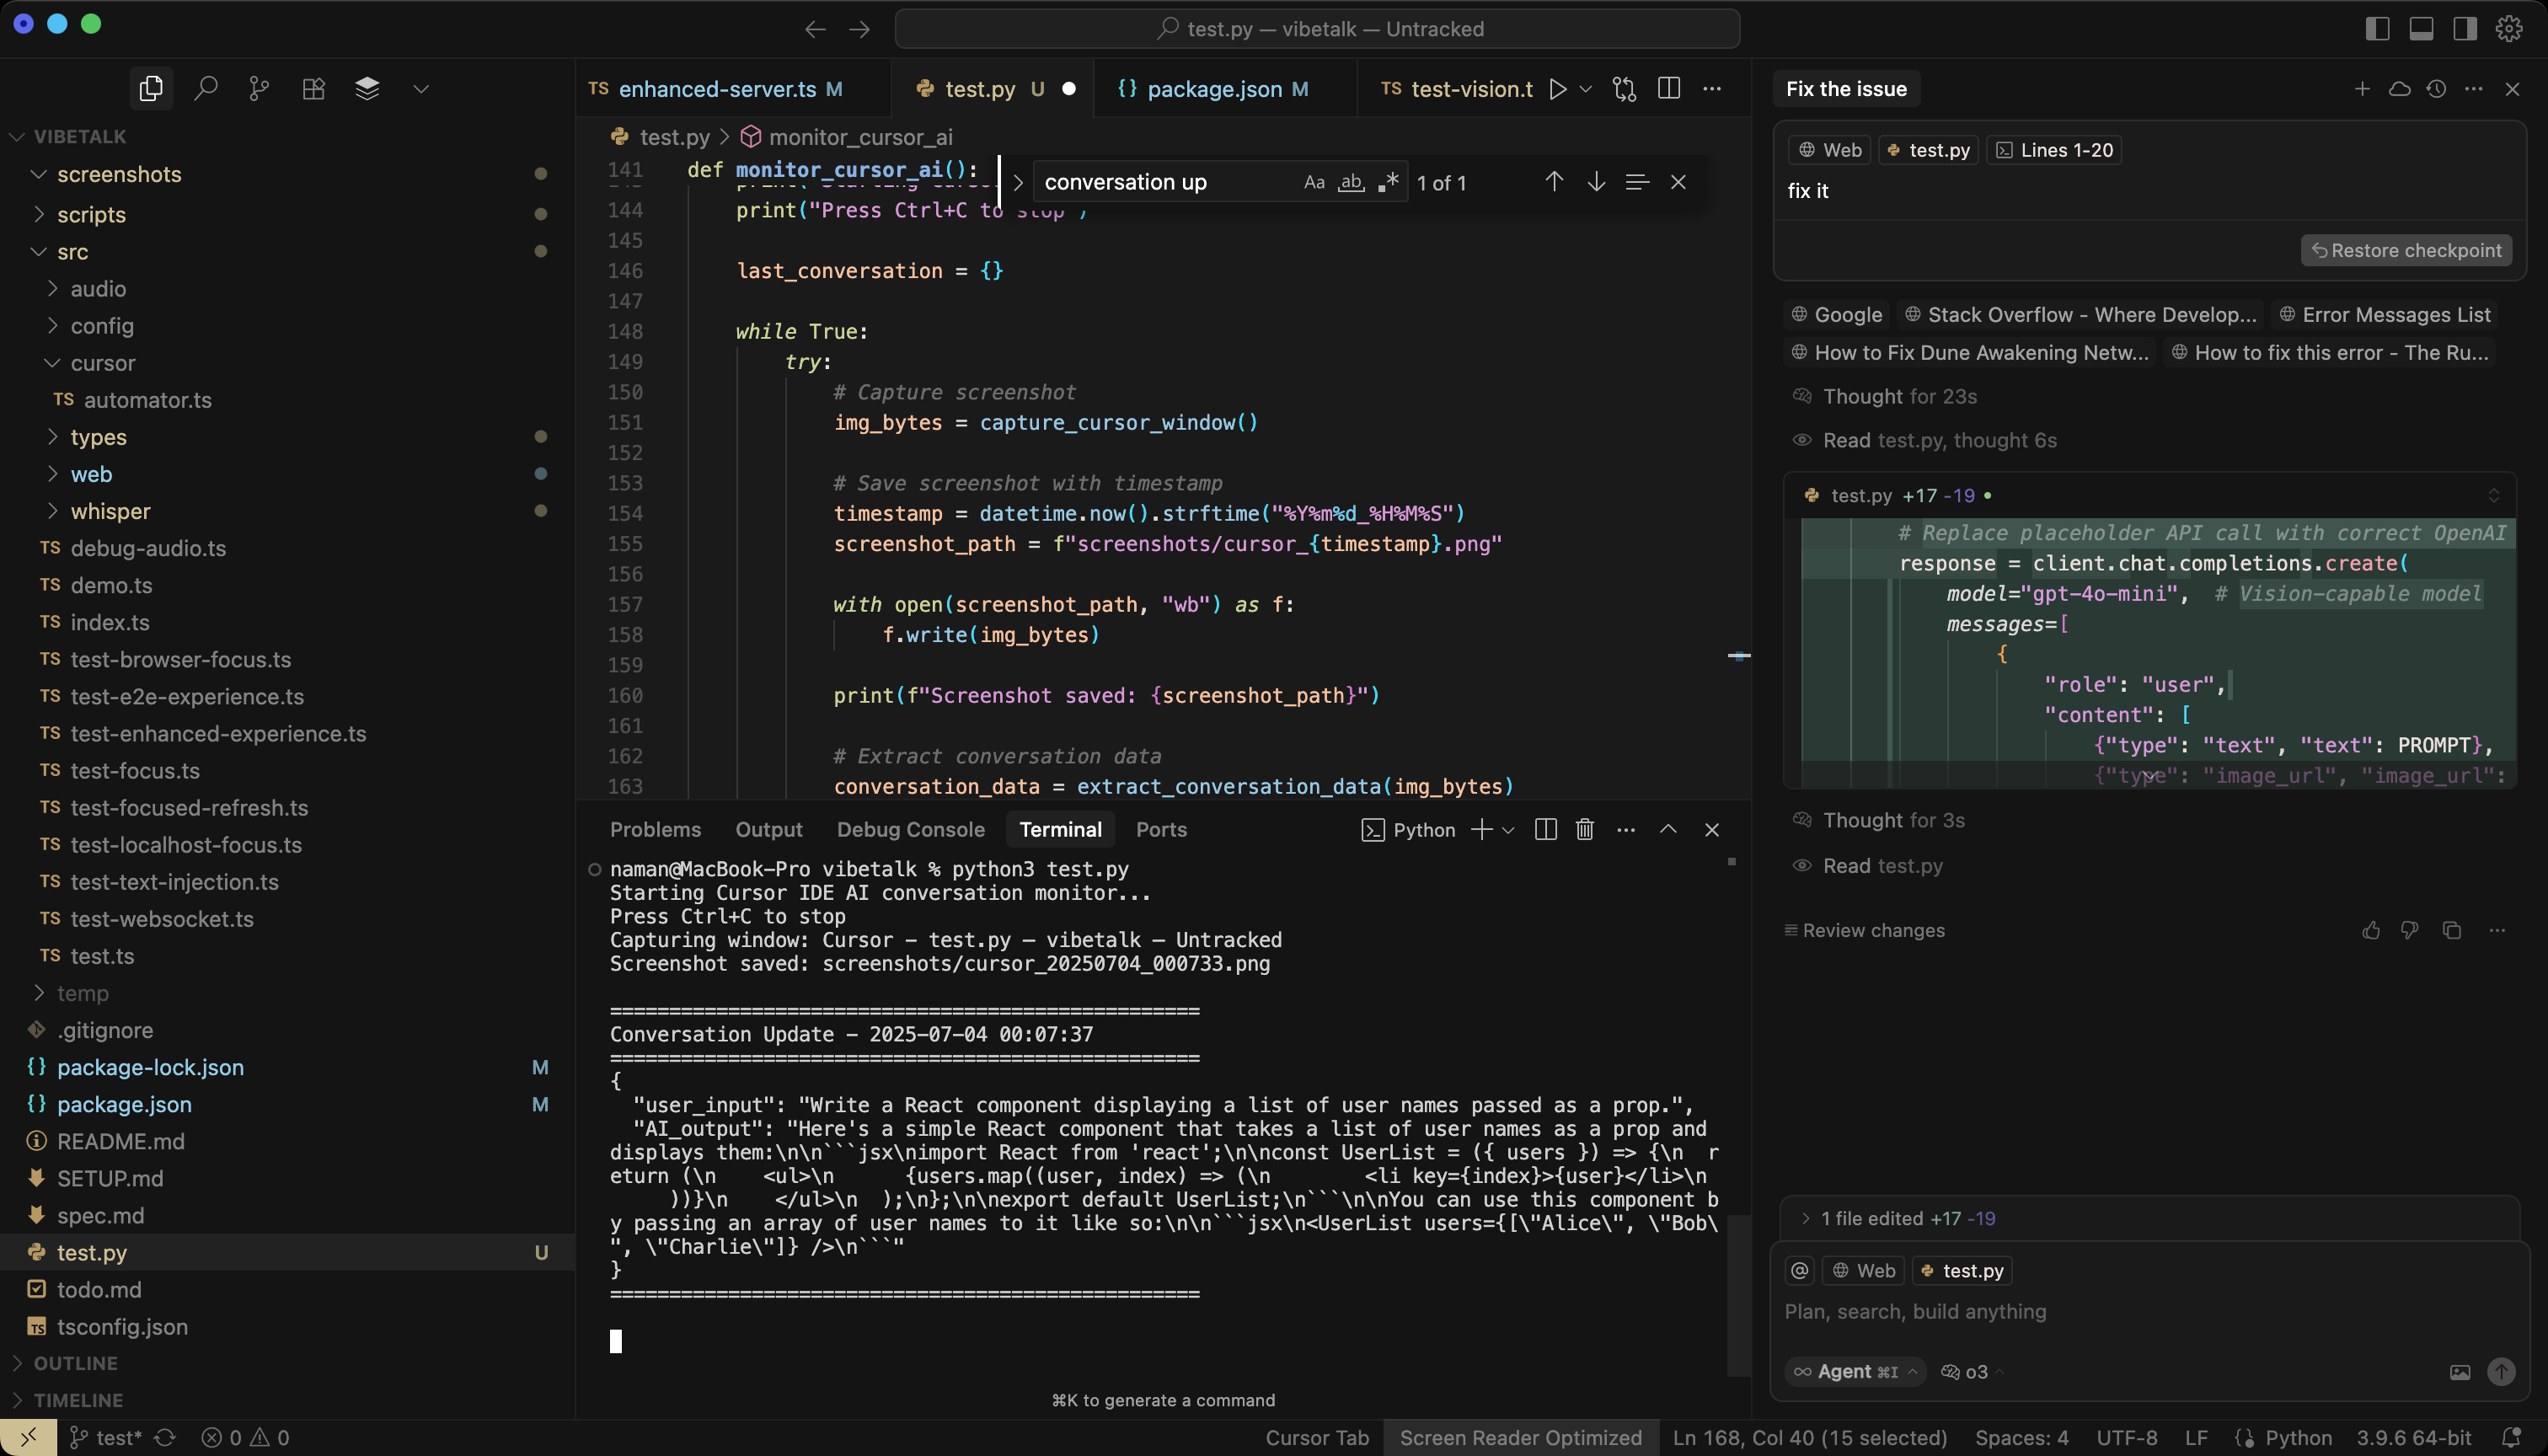 test.py — vibetalk — Untracked
VIBETALK
screenshots
scripts
src
audio
config
cursor
TS automator.ts
types
web
whisper
TS debug-audio.ts
TS demo.ts
TS index.ts
TS test-browser-focus.ts
TS test-e2e-experience.ts
TS test-enhanced-experience.ts
TS test-focus.ts
TS test-focused-refresh.ts
TS test-localhost-focus.ts
TS test-text-injection.ts
TS test-websocket.ts
TS test.ts
temp
.gitignore
{} package-lock.json M
{} package.json M
README.md
SETUP.md
spec.md
test.py U
todo.md
TS tsconfig.json
OUTLINE
TIMELINE
TS enhanced-server.ts M test.py U {} package.json M TS test-vision.t
test.py > monitor_cursor_ai
conversation up Aa ab 1 of 1
141 def monitor_cursor_ai():
144 print("Press Ctrl+C to stop")
145
146 last_conversation = {}
147
148 while True:
149 try:
150 # Capture screenshot
151 img_bytes = capture_cursor_window()
152
153 # Save screenshot with timestamp
154 timestamp = datetime.now().strftime("%Y%m%d_%H%M%S")
155 screenshot_path = f"screenshots/cursor_{timestamp}.png"
156
157 with open(screenshot_path, "wb") as f:
158 f.write(img_bytes)
159
160 print(f"Screenshot saved: {screenshot_path}")
161
162 # Extract conversation data
163 conversation_data = extract_conversation_data(img_bytes)
Problems Output Debug Console Terminal Ports Python
naman@MacBook-Pro vibetalk % python3 test.py
Starting Cursor IDE AI conversation monitor...
Press Ctrl+C to stop
Capturing window: Cursor - test.py — vibetalk — Untracked
Screenshot saved: screenshots/cursor_20250704_000733.png
==================================================
Conversation Update - 2025-07-04 00:07:37
==================================================
{
"user_input": "Write a React component displaying a list of user names passed as a prop.",
"AI_output": "Here's a simple React component that takes a list of user names as a prop and
displays them:\n\n```jsx\nimport React from 'react';\n\nconst UserList = ({ users }) => {\n  r
eturn (\n    <ul>\n      {users.map((user, index) => (\n        <li key={index}>{user}</li>\n
))}\n    </ul>\n  );\n};\n\nexport default UserList;\n```\n\nYou can use this component b
y passing an array of user names to it like so:\n\n```jsx\n<UserList users={[\"Alice\", \"Bob\
", \"Charlie\"]} />\n```"
}
==================================================
⌘K to generate a command
Fix the issue
Web test.py Lines 1-20
fix it
Restore checkpoint
Google Stack Overflow - Where Develop... Error Messages List
How to Fix Dune Awakening Netw... How to fix this error - The Ru...
Thought for 23s
Read test.py, thought 6s
test.py +17 -19
# Replace placeholder API call with correct OpenAI
response = client.chat.completions.create(
model="gpt-4o-mini",  # Vision-capable model
messages=[
{
"role": "user",
"content": [
{"type": "text", "text": PROMPT},
{"type": "image_url", "image_url":
Thought for 3s
Read test.py
Review changes
1 file edited +17 -19
@ Web test.py
Plan, search, build anything
Agent ⌘I o3
test* 0 0 Cursor Tab Screen Reader Optimized Ln 168, Col 40 (15 selected) Spaces: 4 UTF-8 LF Python 3.9.6 64-bit